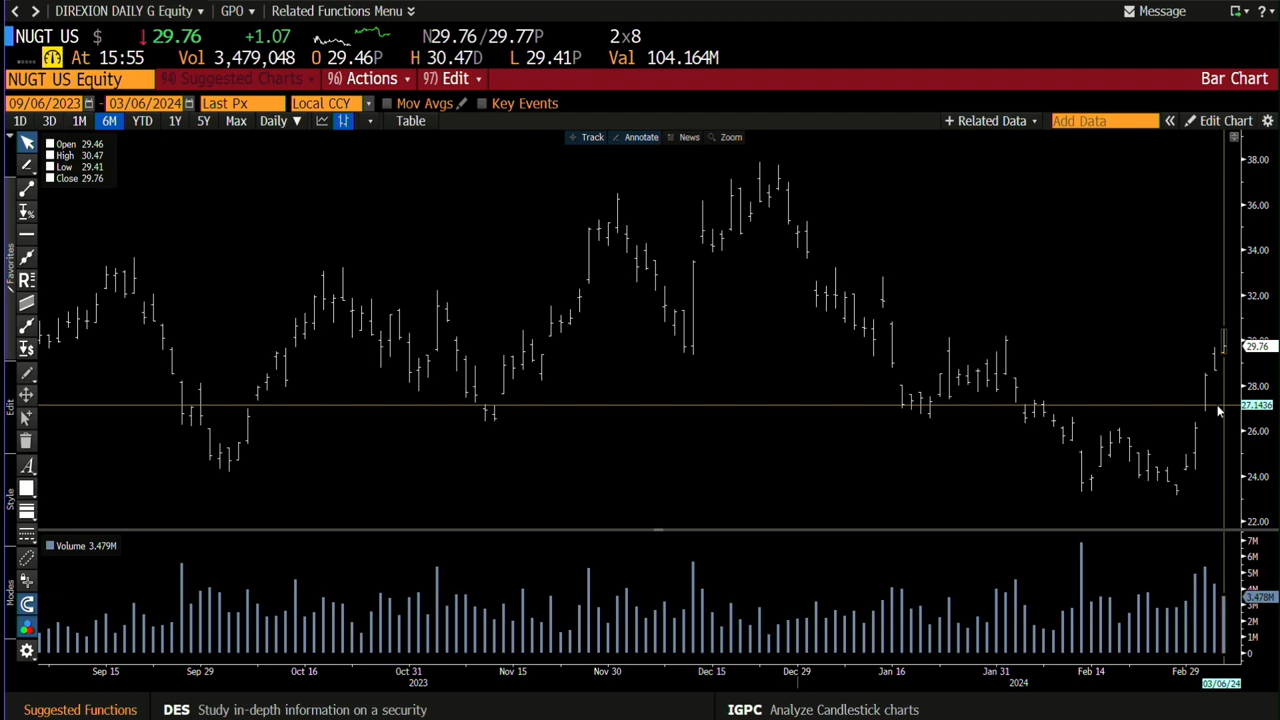 DIREXION DAILY G Equity GPO Related Functions Menu Message ?
NUGT US $ 29.76 +1.07 N29.76/29.77P 2x8
At 15:55 Vol 3,479,048 O 29.46P H 30.47D L 29.41P Val 104.164M
NUGT US Equity 94) Suggested Charts 96) Actions 97) Edit Bar Chart
09/06/2023 03/06/2024 Last Px Local CCY Mov Avgs Key Events
1D 3D 1M 6M YTD 1Y 5Y Max Daily Table + Related Data Add Data Edit Chart
Track Annotate News Zoom
Open 29.46
High 30.47
Low 29.41
Close 29.76
Favorites
Edit
Style
Modes
38.00
36.00
34.00
32.00
29.76
28.00
27.1436
26.00
24.00
22.00
Volume 3.479M
7M
6M
5M
4M
3.478M
3M
2M
1M
0
Sep 15 Sep 29 Oct 16 Oct 31 Nov 15 Nov 30 Dec 15 Dec 29 Jan 16 Jan 31 Feb 14 Feb 29
2023 2024 03/06/24
Suggested Functions DES Study in-depth information on a security IGPC Analyze Candlestick charts